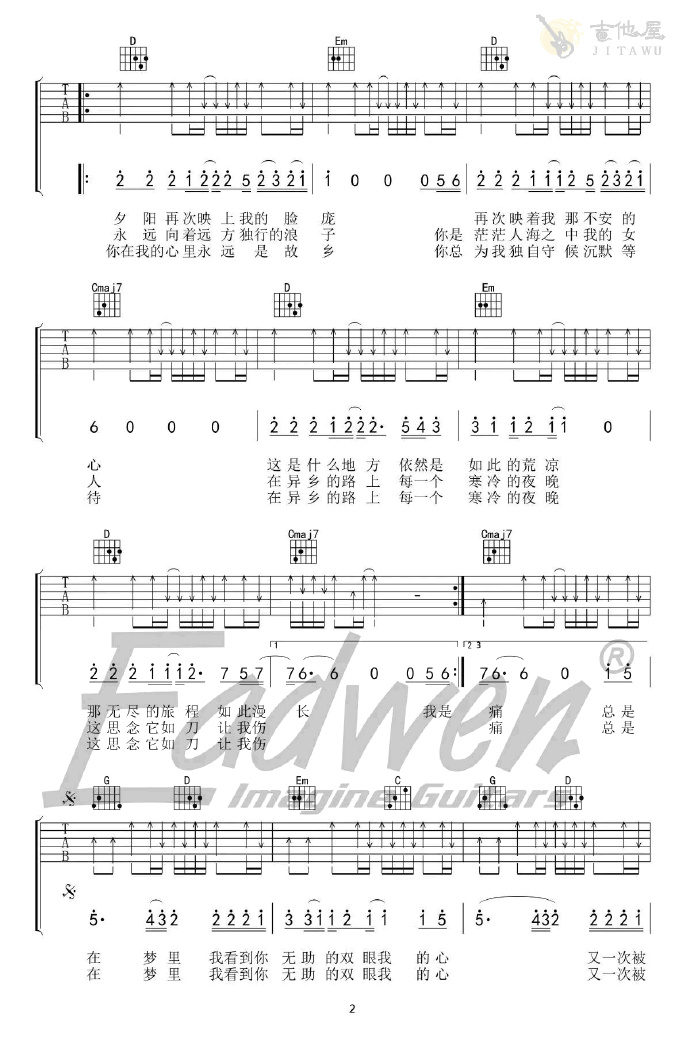 吉他屋
JITAWU
D Em D
T A B
2 2 2 1 2 2 2 5 2 3 2 1 1 0 0 0 5 6 2 2 2 1 1 2 5 2 3 2 1
夕阳再次映上我的脸庞 再次映着我那不安的
永远向着远方独行的浪子 你是茫茫人海之中我的女
你在我的心里永远是故乡 你总为我独自守候沉默等
Cmaj7 D Em
T A B
6 0 0 0 2 2 2 1 2 2 2· 5 4 3 3 1 1 2 1 1 0
心 这是什么地方依然是如此的荒凉
人 在异乡的路上每一个寒冷的夜晚
待 在异乡的路上每一个寒冷的夜晚
D Cmaj7 Cmaj7
T A B
1 2 3
2 2 2 1 1 1 1 2· 7 5 7 7 6· 6 0 0 5 6 7 6· 6 0 1 5
那无尽的旅程如此漫长 我是痛 总是
这思念它如刀让我伤 痛 总是
这思念它如刀让我伤
Eadwen®
Imagine Guitars
G D Em C G D
T A B
5· 4 3 2 2 2 2 1 3 3 1 1 2 1 1 6 1 5· 4 3 2 2 2 2 1
在梦里 我看到你无助的双眼我的心 又一次被
在梦里 我看到你无助的双眼我的心 又一次被
2